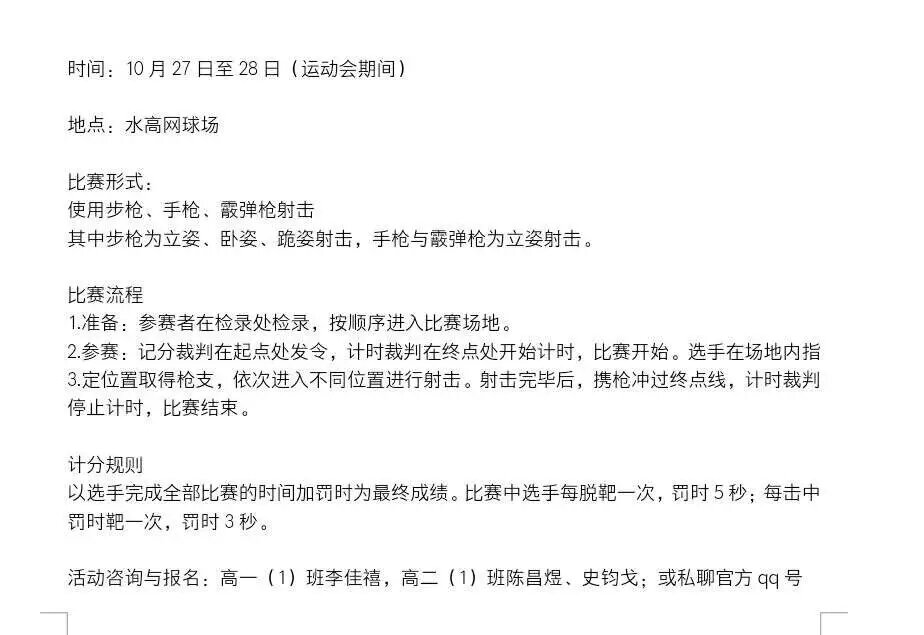 时间：10 月 27 日至 28 日（运动会期间）
地点：水高网球场
比赛形式：
使用步枪、手枪、霰弹枪射击
其中步枪为立姿、卧姿、跪姿射击，手枪与霰弹枪为立姿射击。
比赛流程
1.准备：参赛者在检录处检录，按顺序进入比赛场地。
2.参赛：记分裁判在起点处发令，计时裁判在终点处开始计时，比赛开始。选手在场地内指
3.定位置取得枪支，依次进入不同位置进行射击。射击完毕后，携枪冲过终点线，计时裁判
停止计时，比赛结束。
计分规则
以选手完成全部比赛的时间加罚时为最终成绩。比赛中选手每脱靶一次，罚时 5 秒；每击中
罚时靶一次，罚时 3 秒。
活动咨询与报名：高一（1）班李佳禧，高二（1）班陈昌煜、史钧戈；或私聊官方 qq 号